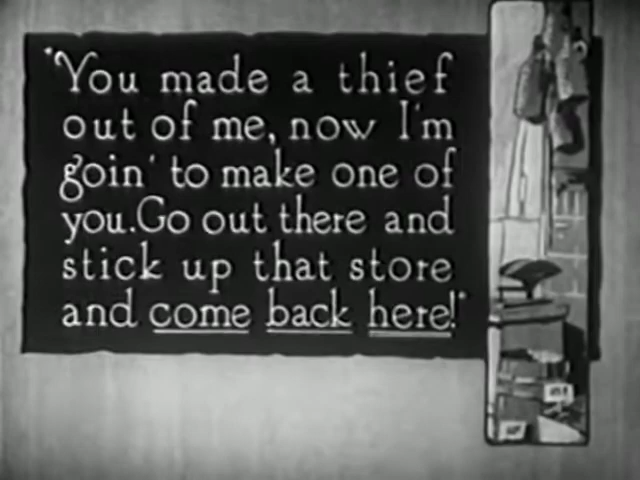 "You made a thief
out of me, now I'm
goin' to make one of
you. Go out there and
stick up that store
and come back here!"